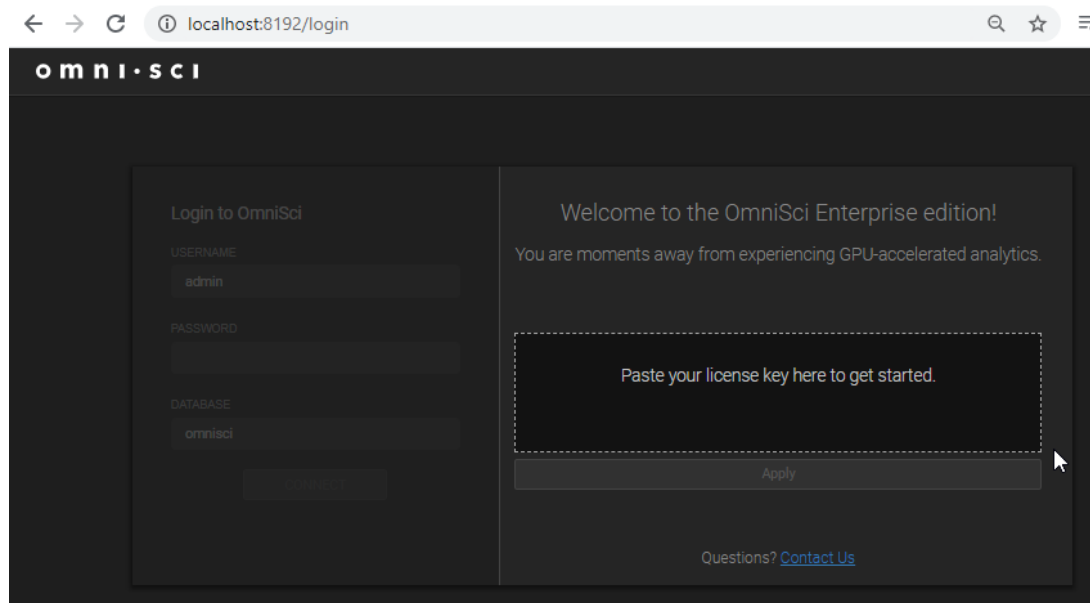 localhost:8192/login
omni·sci
Login to OmniSci
USERNAME
admin
PASSWORD
DATABASE
omnisci
CONNECT
Welcome to the OmniSci Enterprise edition!
You are moments away from experiencing GPU-accelerated analytics.
Paste your license key here to get started.
Apply
Questions? Contact Us